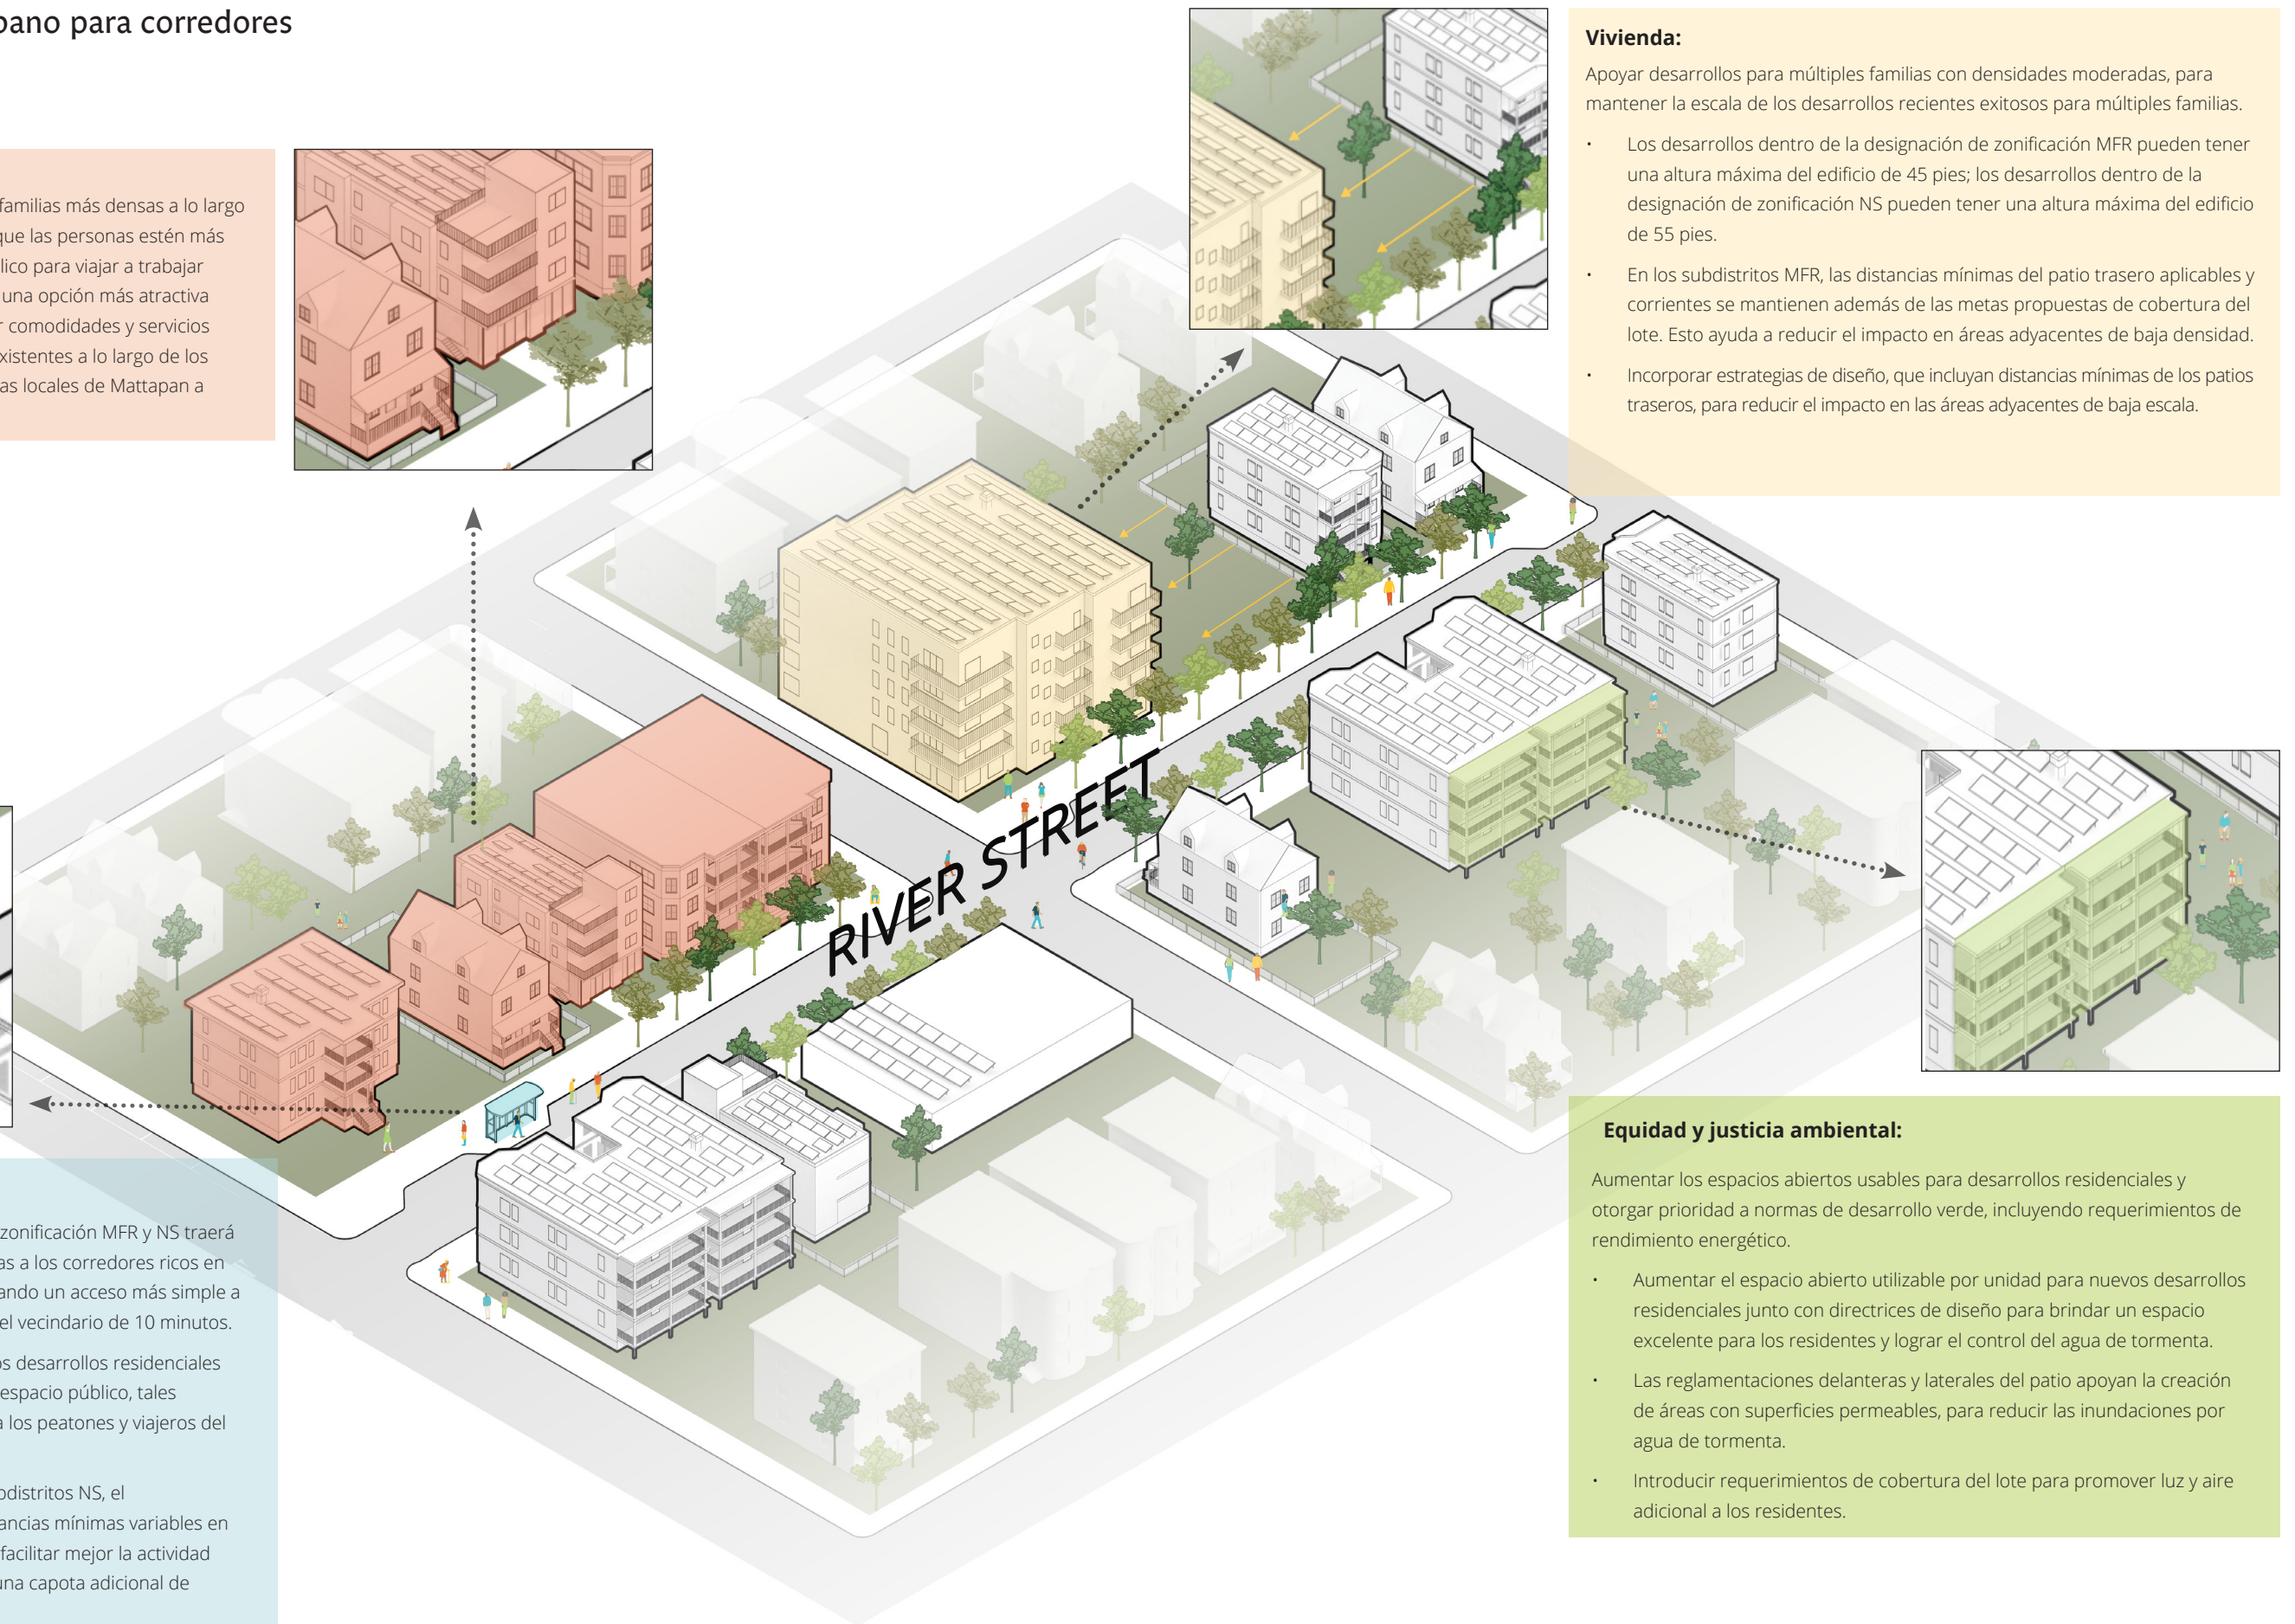 bano para corredores
familias más densas a lo largo
que las personas estén más
lico para viajar a trabajar
una opción más atractiva
r comodidades y servicios
xistentes a lo largo de los
as locales de Mattapan a
Vivienda:
Apoyar desarrollos para múltiples familias con densidades moderadas, para
mantener la escala de los desarrollos recientes exitosos para múltiples familias.
• Los desarrollos dentro de la designación de zonificación MFR pueden tener
una altura máxima del edificio de 45 pies; los desarrollos dentro de la
designación de zonificación NS pueden tener una altura máxima del edificio
de 55 pies.
• En los subdistritos MFR, las distancias mínimas del patio trasero aplicables y
corrientes se mantienen además de las metas propuestas de cobertura del
lote. Esto ayuda a reducir el impacto en áreas adyacentes de baja densidad.
• Incorporar estrategias de diseño, que incluyan distancias mínimas de los patios
traseros, para reducir el impacto en las áreas adyacentes de baja escala.
RIVER STREET
zonificación MFR y NS traerá
as a los corredores ricos en
ando un acceso más simple a
el vecindario de 10 minutos.
os desarrollos residenciales
espacio público, tales
a los peatones y viajeros del
bdistritos NS, el
ancias mínimas variables en
facilitar mejor la actividad
una capota adicional de
Equidad y justicia ambiental:
Aumentar los espacios abiertos usables para desarrollos residenciales y
otorgar prioridad a normas de desarrollo verde, incluyendo requerimientos de
rendimiento energético.
• Aumentar el espacio abierto utilizable por unidad para nuevos desarrollos
residenciales junto con directrices de diseño para brindar un espacio
excelente para los residentes y lograr el control del agua de tormenta.
• Las reglamentaciones delanteras y laterales del patio apoyan la creación
de áreas con superficies permeables, para reducir las inundaciones por
agua de tormenta.
• Introducir requerimientos de cobertura del lote para promover luz y aire
adicional a los residentes.